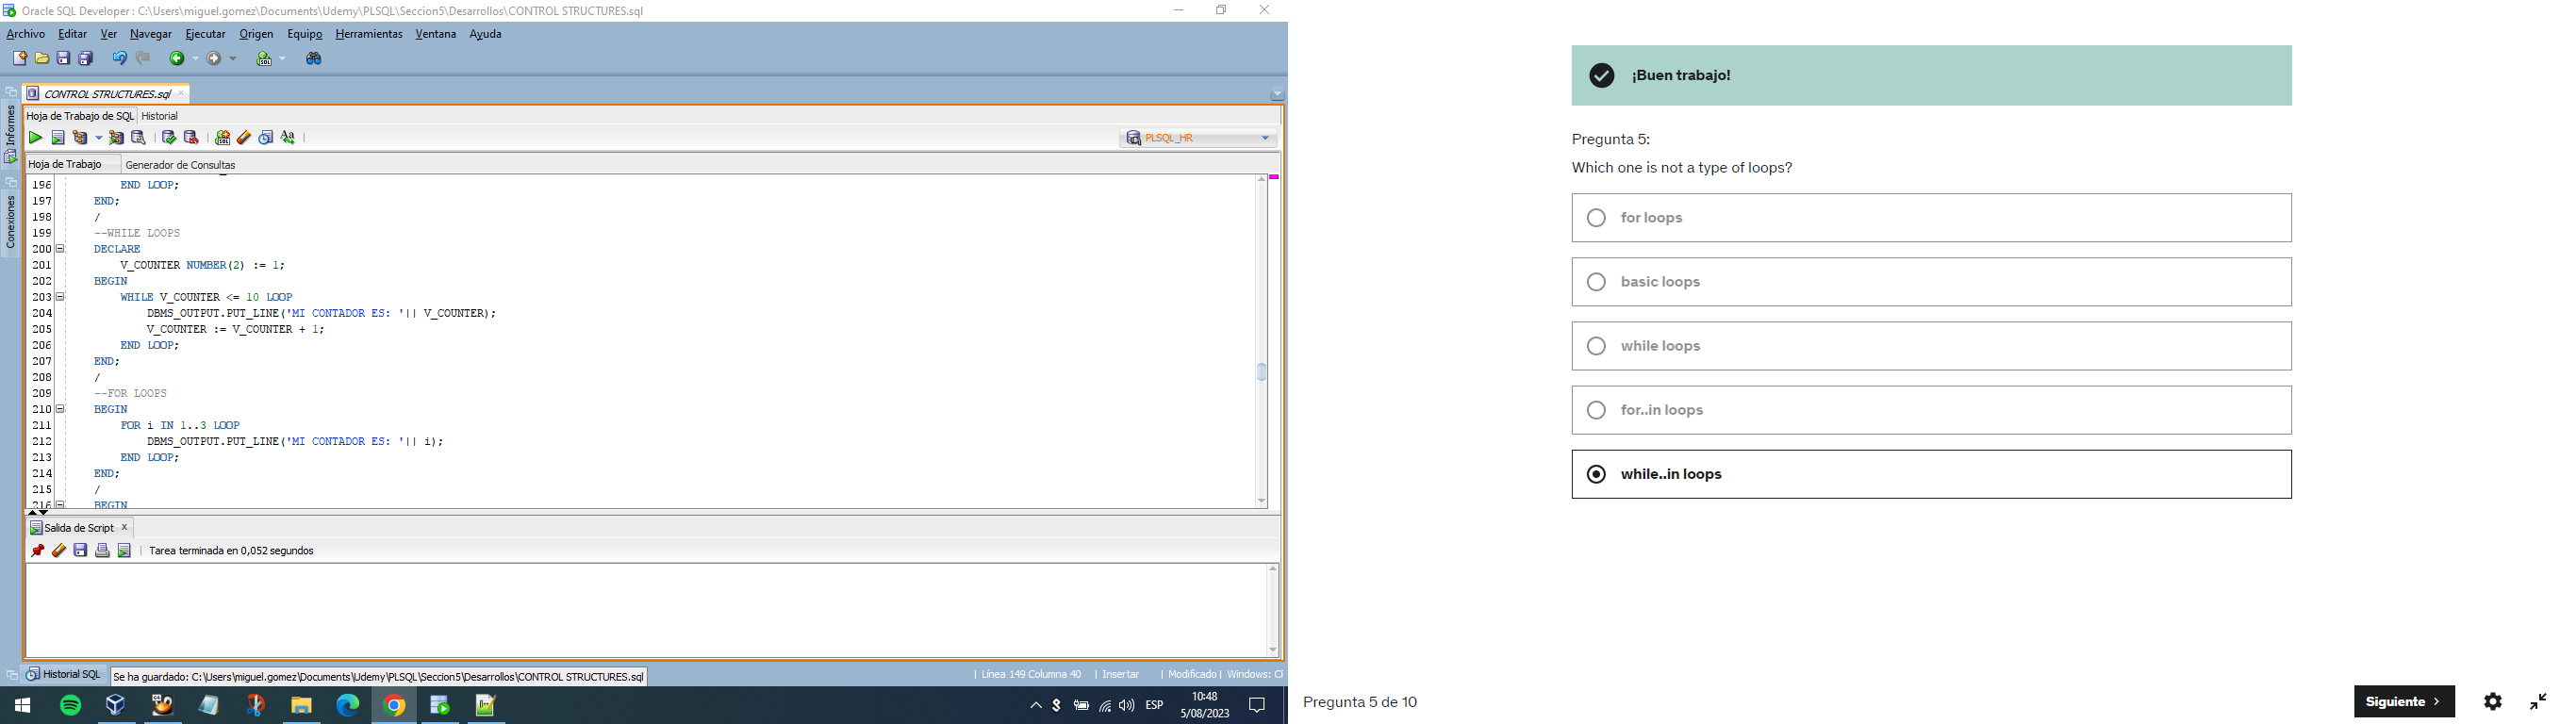 Oracle SQL Developer : C:\Users\miguel.gomez\Documents\Udemy\PLSQL\Seccion5\Desarrollos\CONTROL STRUCTURES.sql
Archivo Editar Ver Navegar Ejecutar Origen Equipo Herramientas Ventana Ayuda
CONTROL STRUCTURES.sql
Informes
Conexiones
Hoja de Trabajo de SQL Historial
PLSQL_HR
Hoja de Trabajo Generador de Consultas
196 END LOOP;
197 END;
198 /
199 --WHILE LOOPS
200 DECLARE
201 V_COUNTER NUMBER(2) := 1;
202 BEGIN
203 WHILE V_COUNTER <= 10 LOOP
204 DBMS_OUTPUT.PUT_LINE('MI CONTADOR ES: '|| V_COUNTER);
205 V_COUNTER := V_COUNTER + 1;
206 END LOOP;
207 END;
208 /
209 --FOR LOOPS
210 BEGIN
211 FOR i IN 1..3 LOOP
212 DBMS_OUTPUT.PUT_LINE('MI CONTADOR ES: '|| i);
213 END LOOP;
214 END;
215 /
216 BEGIN
Salida de Script x
Tarea terminada en 0,052 segundos
Historial SQL
Se ha guardado: C:\Users\miguel.gomez\Documents\Udemy\PLSQL\Seccion5\Desarrollos\CONTROL STRUCTURES.sql
| Línea 149 Columna 40 | Insertar | Modificado | Windows: CF
ESP
10:48
5/08/2023
¡Buen trabajo!
Pregunta 5:
Which one is not a type of loops?
for loops
basic loops
while loops
for..in loops
while..in loops
Pregunta 5 de 10
Siguiente >